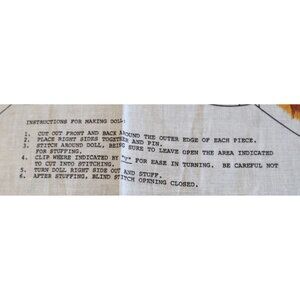 INSTRUCTIONS FOR MAKING DOLL:
1. CUT OUT FRONT AND BACK AROUND THE OUTER EDGE OF EACH PIECE.
2. PLACE RIGHT SIDES TOGETHER AND PIN.
3. STITCH AROUND DOLL, BEING SURE TO LEAVE OPEN THE AREA INDICATED
FOR STUFFING.
4. CLIP WHERE INDICATED BY "v" FOR EASE IN TURNING. BE CAREFUL NOT
TO CUT INTO STITCHING.
5. TURN DOLL RIGHT SIDE OUT AND STUFF.
6. AFTER STUFFING, BLIND STITCH OPENING CLOSED.